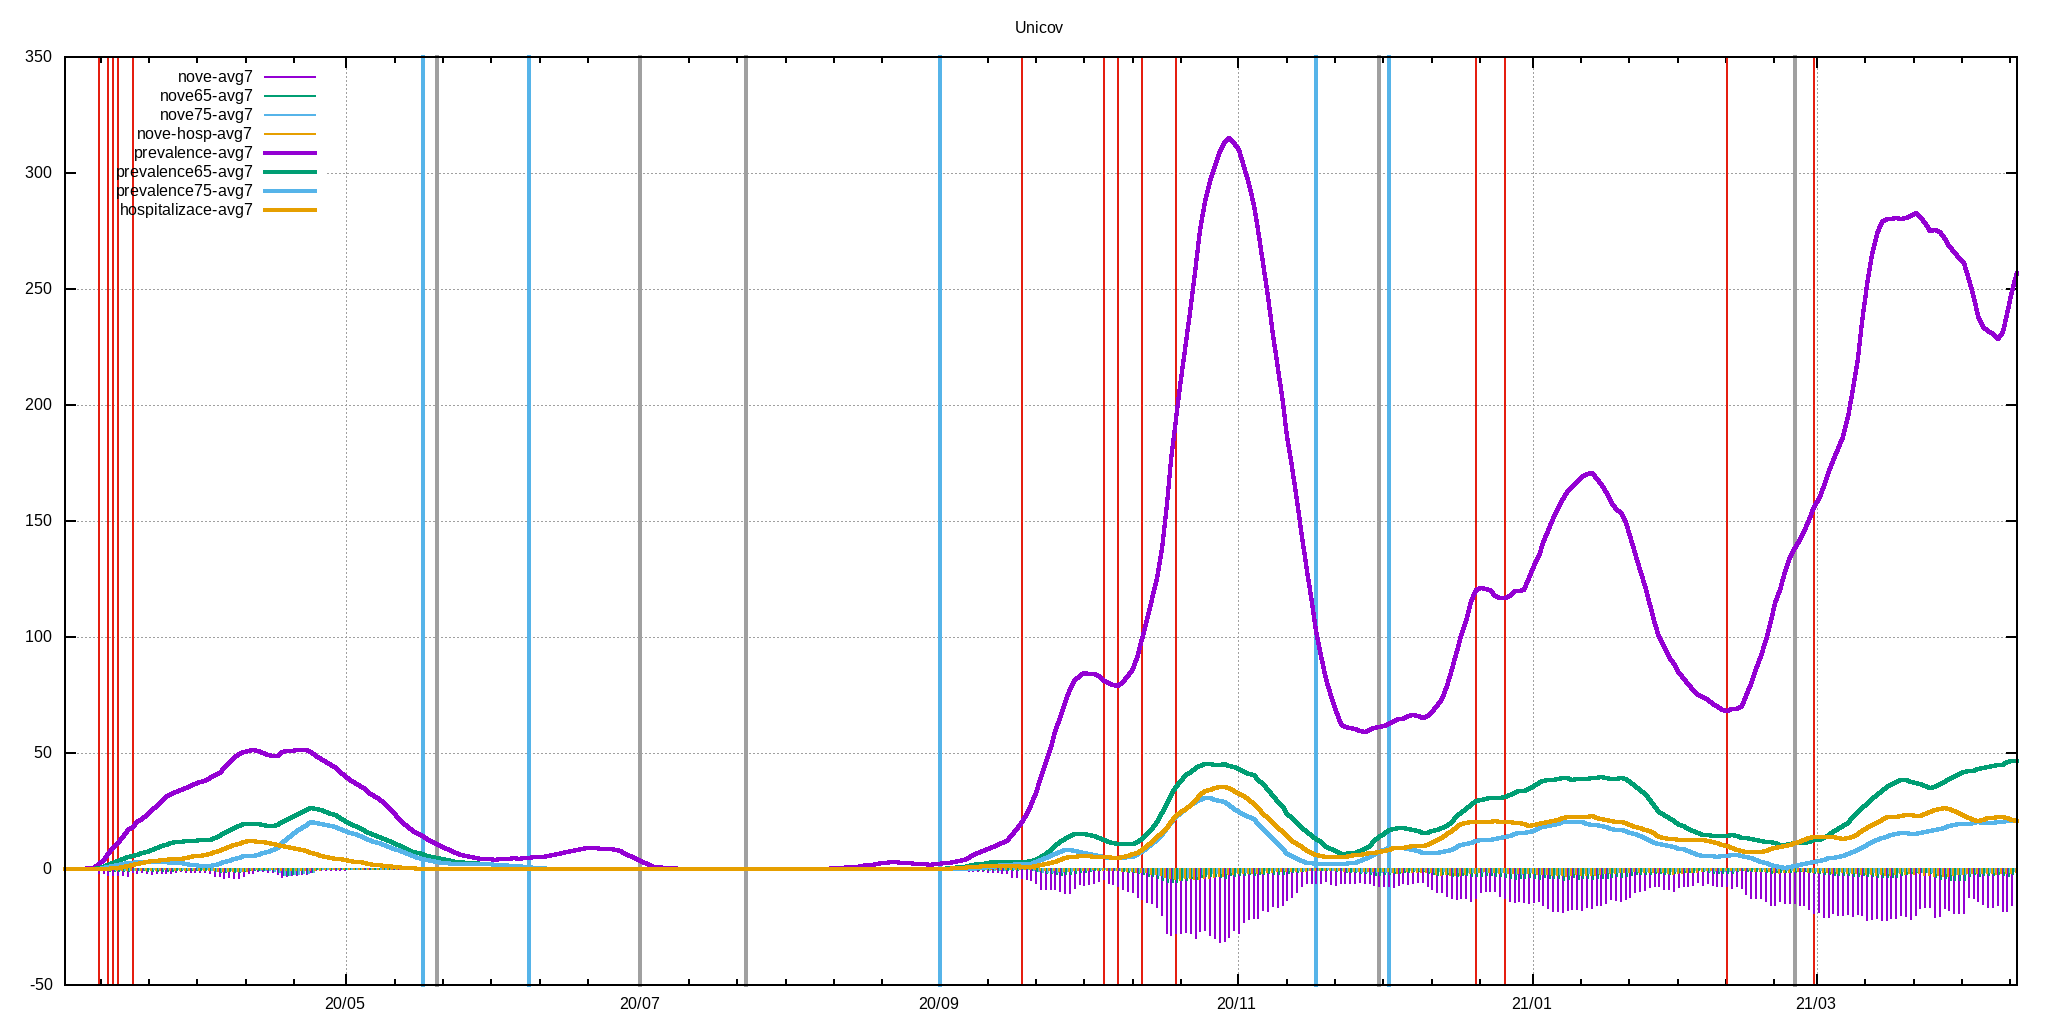 Unicov
350
300
250
200
150
100
50
0
-50
nove-avg7
nove65-avg7
nove75-avg7
nove-hosp-avg7
prevalence-avg7
prevalence65-avg7
prevalence75-avg7
hospitalizace-avg7
20/05
20/07
20/09
20/11
21/01
21/03